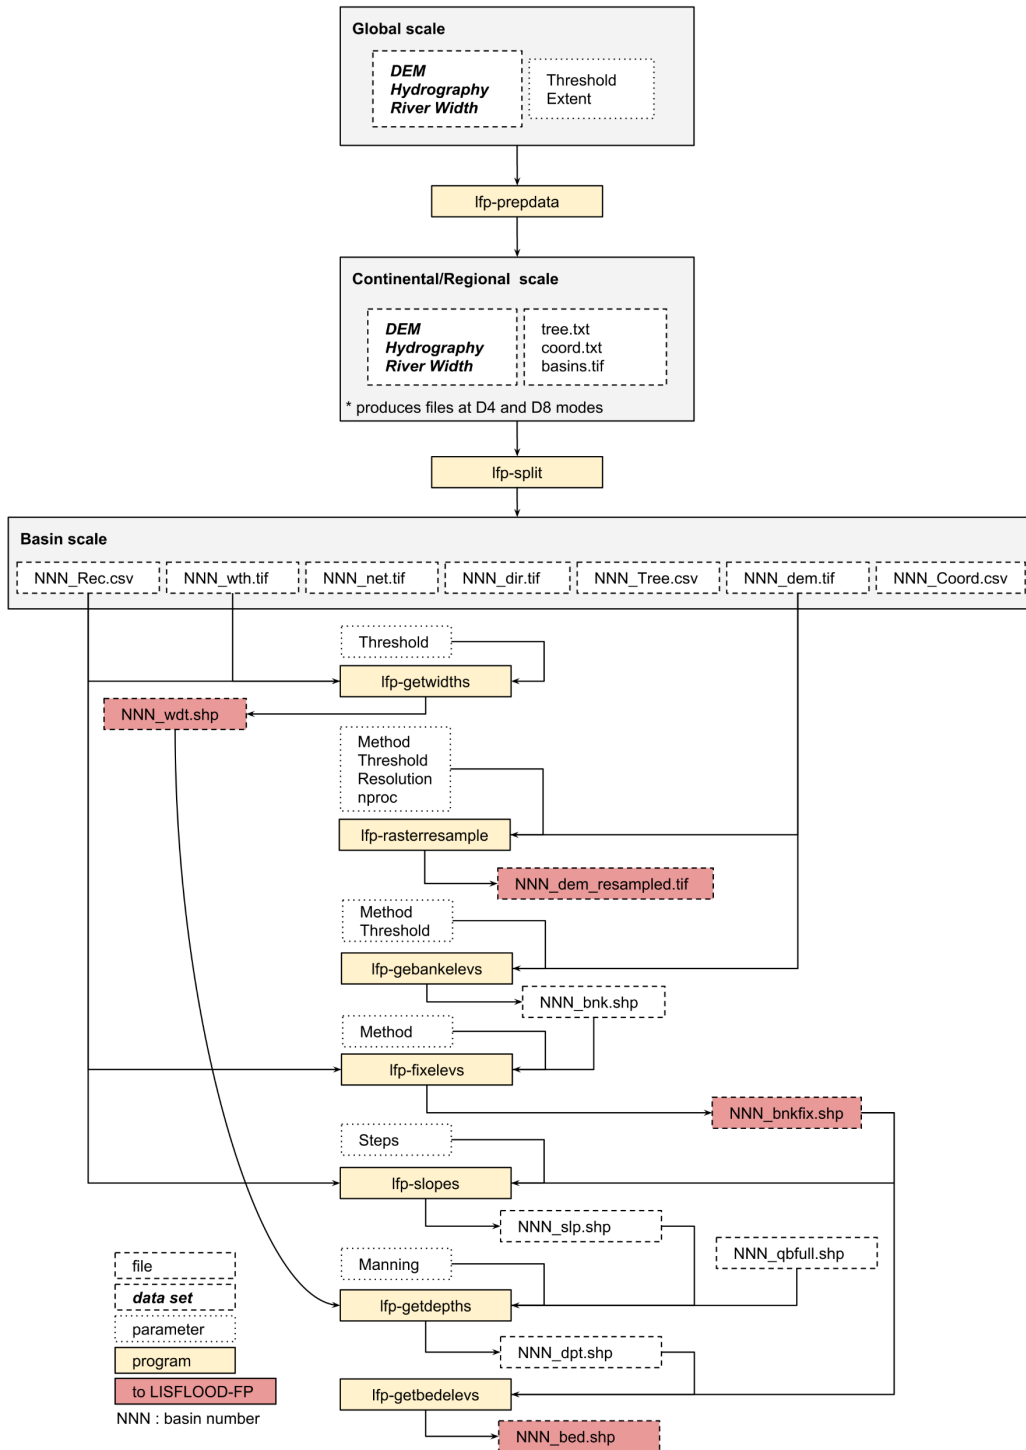 Global scale
DEM
Hydrography
River Width
Threshold
Extent
lfp-prepdata
Continental/Regional scale
DEM
Hydrography
River Width
tree.txt
coord.txt
basins.tif
* produces files at D4 and D8 modes
lfp-split
Basin scale
NNN_Rec.csv
NNN_wth.tif
NNN_net.tif
NNN_dir.tif
NNN_Tree.csv
NNN_dem.tif
NNN_Coord.csv
Threshold
lfp-getwidths
NNN_wdt.shp
Method
Threshold
Resolution
nproc
lfp-rasterresample
NNN_dem_resampled.tif
Method
Threshold
lfp-gebankelevs
NNN_bnk.shp
Method
lfp-fixelevs
NNN_bnkfix.shp
Steps
lfp-slopes
NNN_slp.shp
NNN_qbfull.shp
Manning
lfp-getdepths
NNN_dpt.shp
lfp-getbedelevs
NNN_bed.shp
file
data set
parameter
program
to LISFLOOD-FP
NNN : basin number